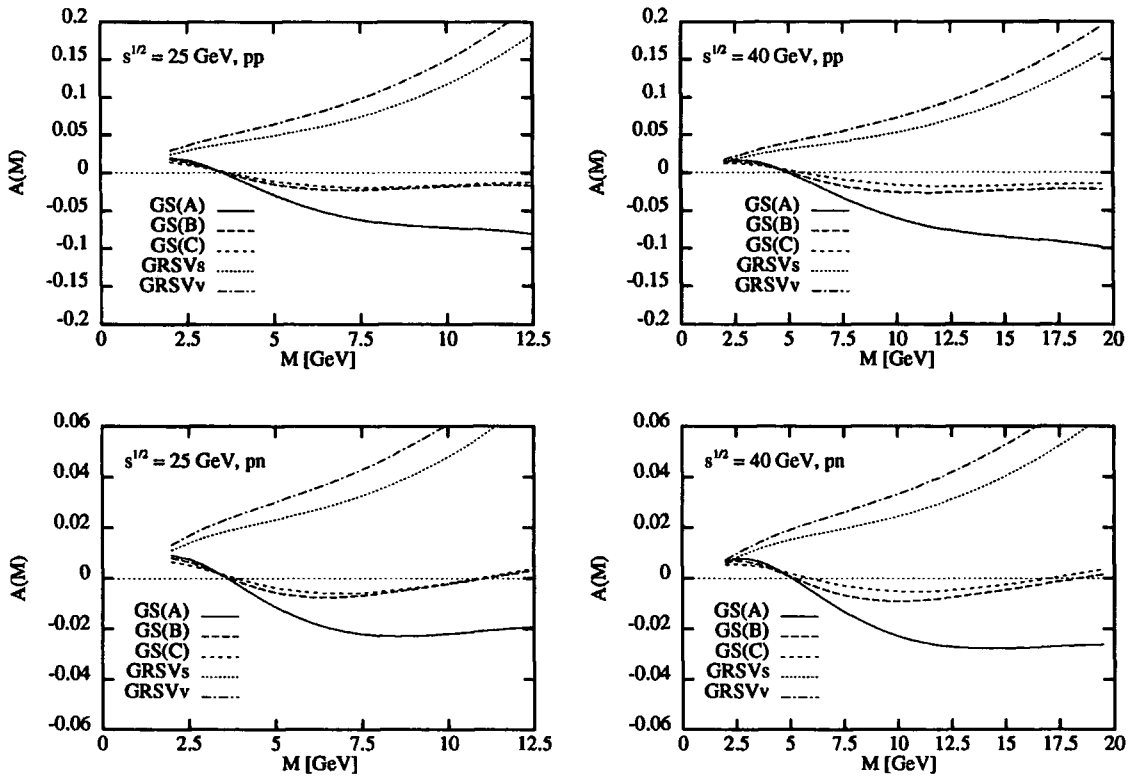 0.2
0.15
0.1
0.05
0
-0.05
-0.1
-0.15
-0.2
A(M)
s^{1/2} = 25 GeV, pp
GS(A)
GS(B)
GS(C)
GRSVs
GRSVv
0 2.5 5 7.5 10 12.5
M [GeV]
0.2
0.15
0.1
0.05
0
-0.05
-0.1
-0.15
-0.2
A(M)
s^{1/2} = 40 GeV, pp
GS(A)
GS(B)
GS(C)
GRSVs
GRSVv
0 2.5 5 7.5 10 12.5 15 17.5 20
M [GeV]
0.06
0.04
0.02
0
-0.02
-0.04
-0.06
A(M)
s^{1/2} = 25 GeV, pn
GS(A)
GS(B)
GS(C)
GRSVs
GRSVv
0 2.5 5 7.5 10 12.5
M [GeV]
0.06
0.04
0.02
0
-0.02
-0.04
-0.06
A(M)
s^{1/2} = 40 GeV, pn
GS(A)
GS(B)
GS(C)
GRSVs
GRSVv
0 2.5 5 7.5 10 12.5 15 17.5 20
M [GeV]